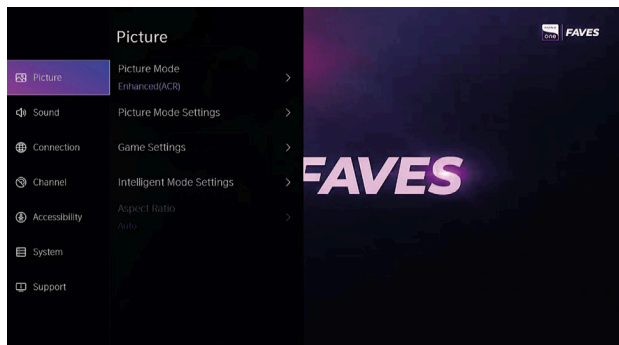 Picture
Picture
Sound
Connection
Channel
Accessibility
System
Support
Picture Mode
Enhanced(ACR)
Picture Mode Settings
Game Settings
Intelligent Mode Settings
Aspect Ratio
Auto
one | FAVES
FAVES